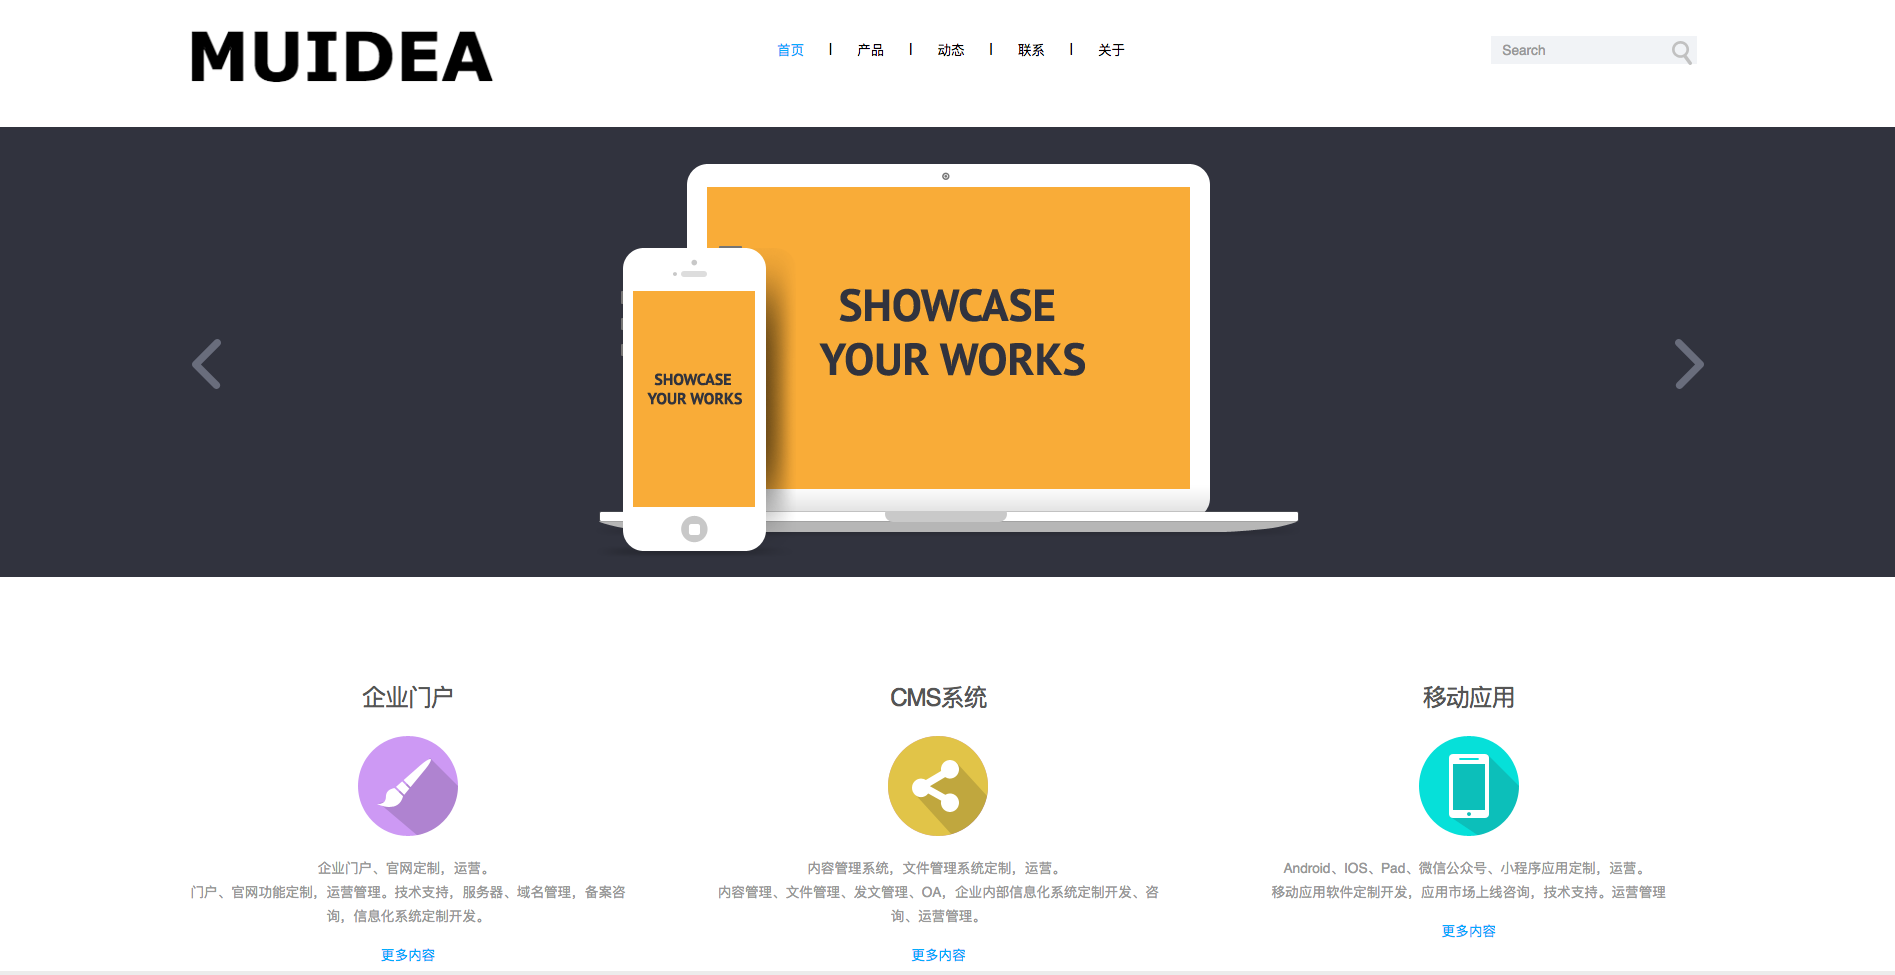 MUIDEA
首页 | 产品 | 动态 | 联系 | 关于
Search
SHOWCASE
YOUR WORKS
SHOWCASE
YOUR WORKS
企业门户
企业门户、官网定制，运营。
门户、官网功能定制，运营管理。技术支持，服务器、域名管理，备案咨
询，信息化系统定制开发。
更多内容
CMS系统
内容管理系统，文件管理系统定制，运营。
内容管理、文件管理、发文管理、OA，企业内部信息化系统定制开发、咨
询、运营管理。
更多内容
移动应用
Android、IOS、Pad、微信公众号、小程序应用定制，运营。
移动应用软件定制开发，应用市场上线咨询，技术支持。运营管理
更多内容